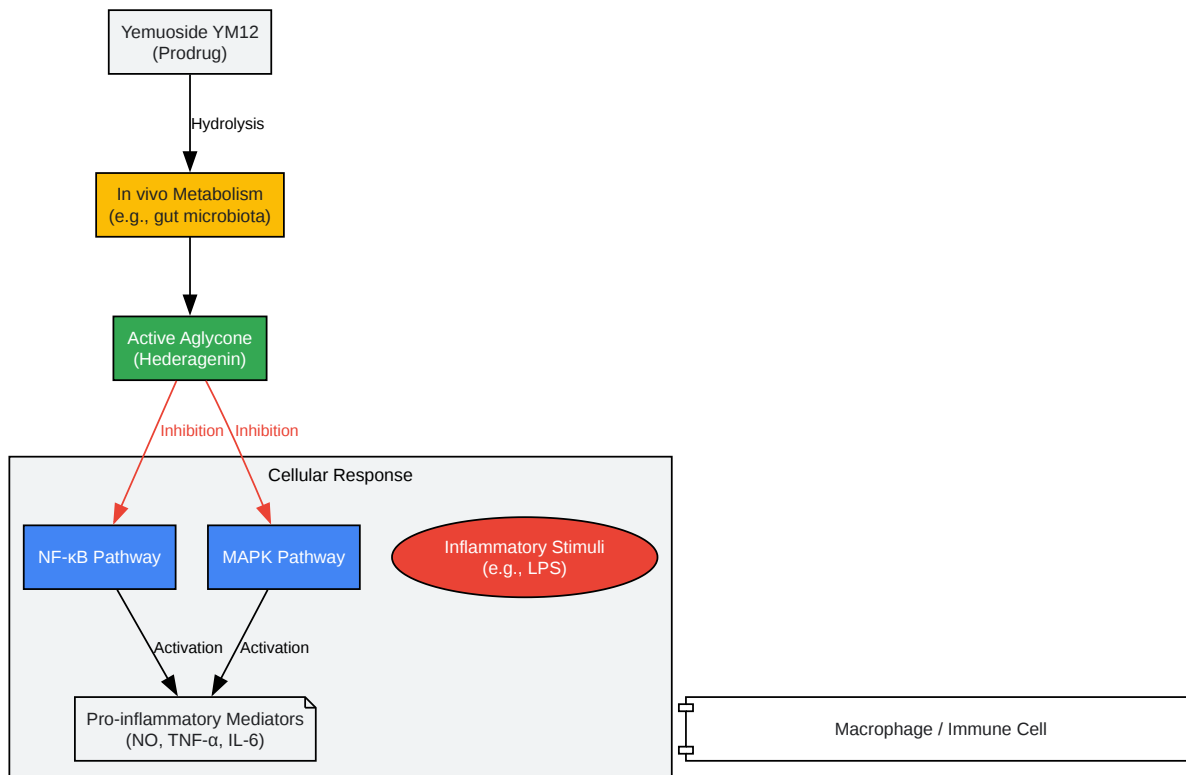 Yemuoside YM12
(Prodrug)
Hydrolysis
In vivo Metabolism
(e.g., gut microbiota)
Active Aglycone
(Hederagenin)
Inhibition
Inhibition
Cellular Response
NF-κB Pathway
MAPK Pathway
Inflammatory Stimuli
(e.g., LPS)
Activation
Activation
Pro-inflammatory Mediators
(NO, TNF-α, IL-6)
Macrophage / Immune Cell